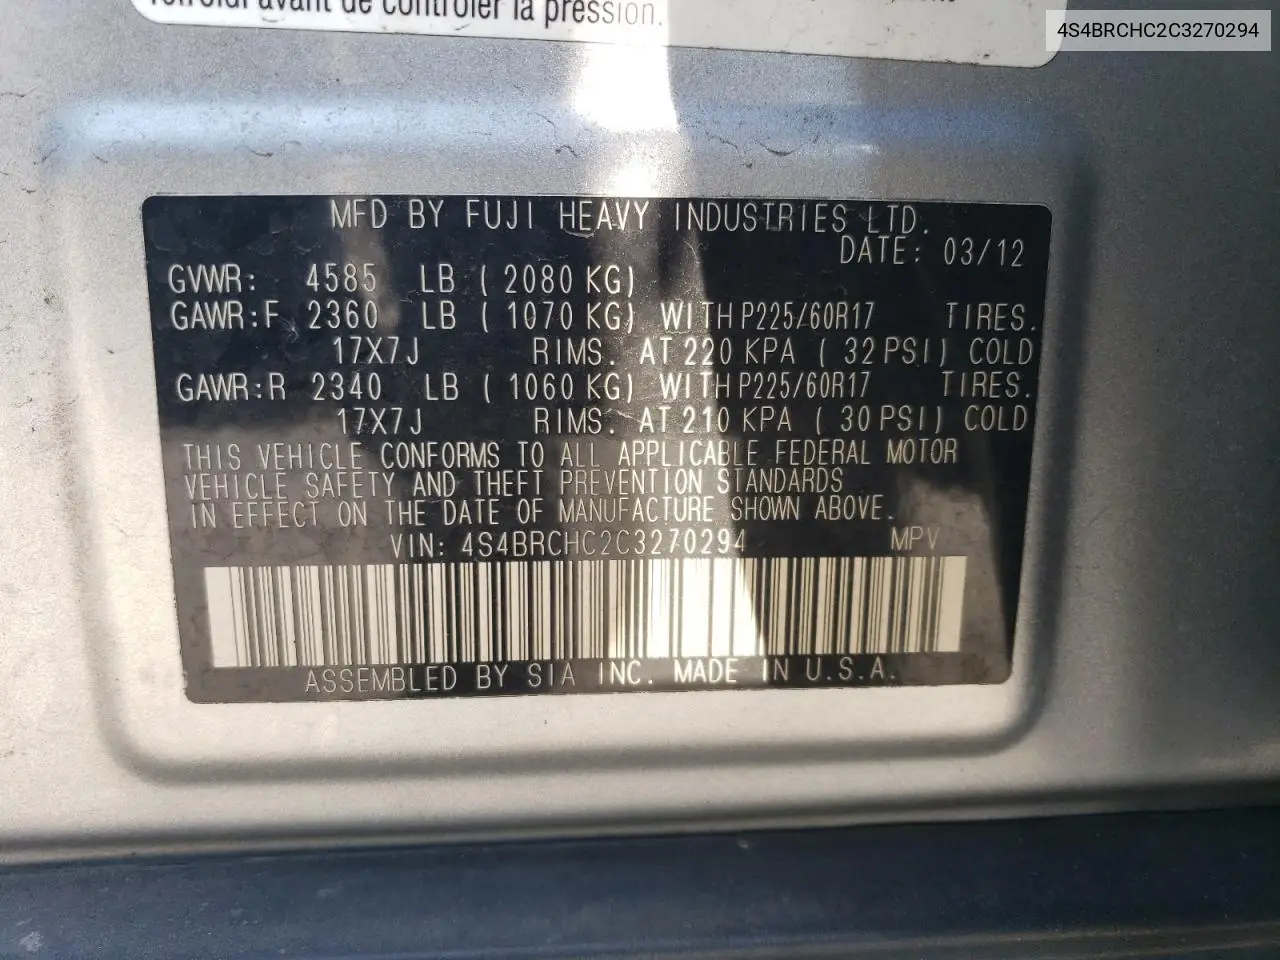 refroidi avant de contrôler la pression.
4S4BRCHC2C3270294
MFD BY FUJI HEAVY INDUSTRIES LTD.
DATE: 03/12
GVWR: 4585 LB ( 2080 KG)
GAWR:F 2360 LB ( 1070 KG) WITH P225/60R17 TIRES.
17X7J RIMS. AT 220 KPA ( 32 PSI) COLD
GAWR:R 2340 LB ( 1060 KG) WITH P225/60R17 TIRES.
17X7J RIMS. AT 210 KPA ( 30 PSI) COLD
THIS VEHICLE CONFORMS TO ALL APPLICABLE FEDERAL MOTOR
VEHICLE SAFETY AND THEFT PREVENTION STANDARDS
IN EFFECT ON THE DATE OF MANUFACTURE SHOWN ABOVE.
VIN: 4S4BRCHC2C3270294 MPV
ASSEMBLED BY SIA INC. MADE IN U.S.A.